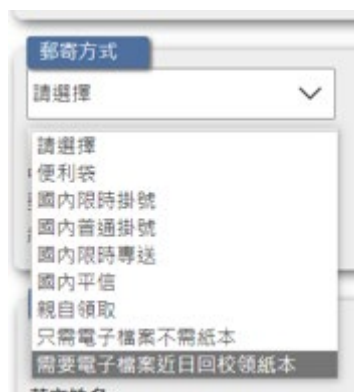 郵寄方式
請選擇
請選擇
便利袋
國內限時掛號
國內普通掛號
國內限時專送
國內平信
親自領取
只需電子檔案不需紙本
需要電子檔案近日回校領紙本